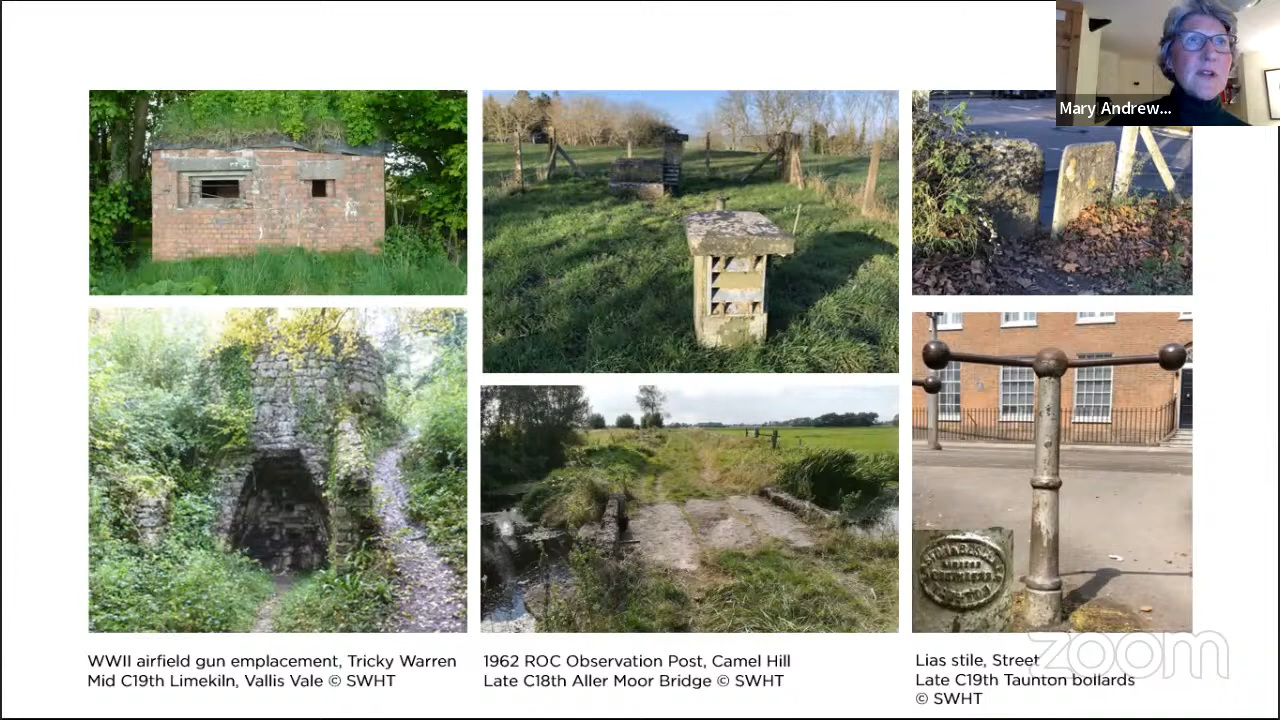 Mary Andrew...
WWII airfield gun emplacement, Tricky Warren
Mid C19th Limekiln, Vallis Vale © SWHT
1962 ROC Observation Post, Camel Hill
Late C18th Aller Moor Bridge © SWHT
Lias stile, Street
Late C19th Taunton bollards
© SWHT
zoom